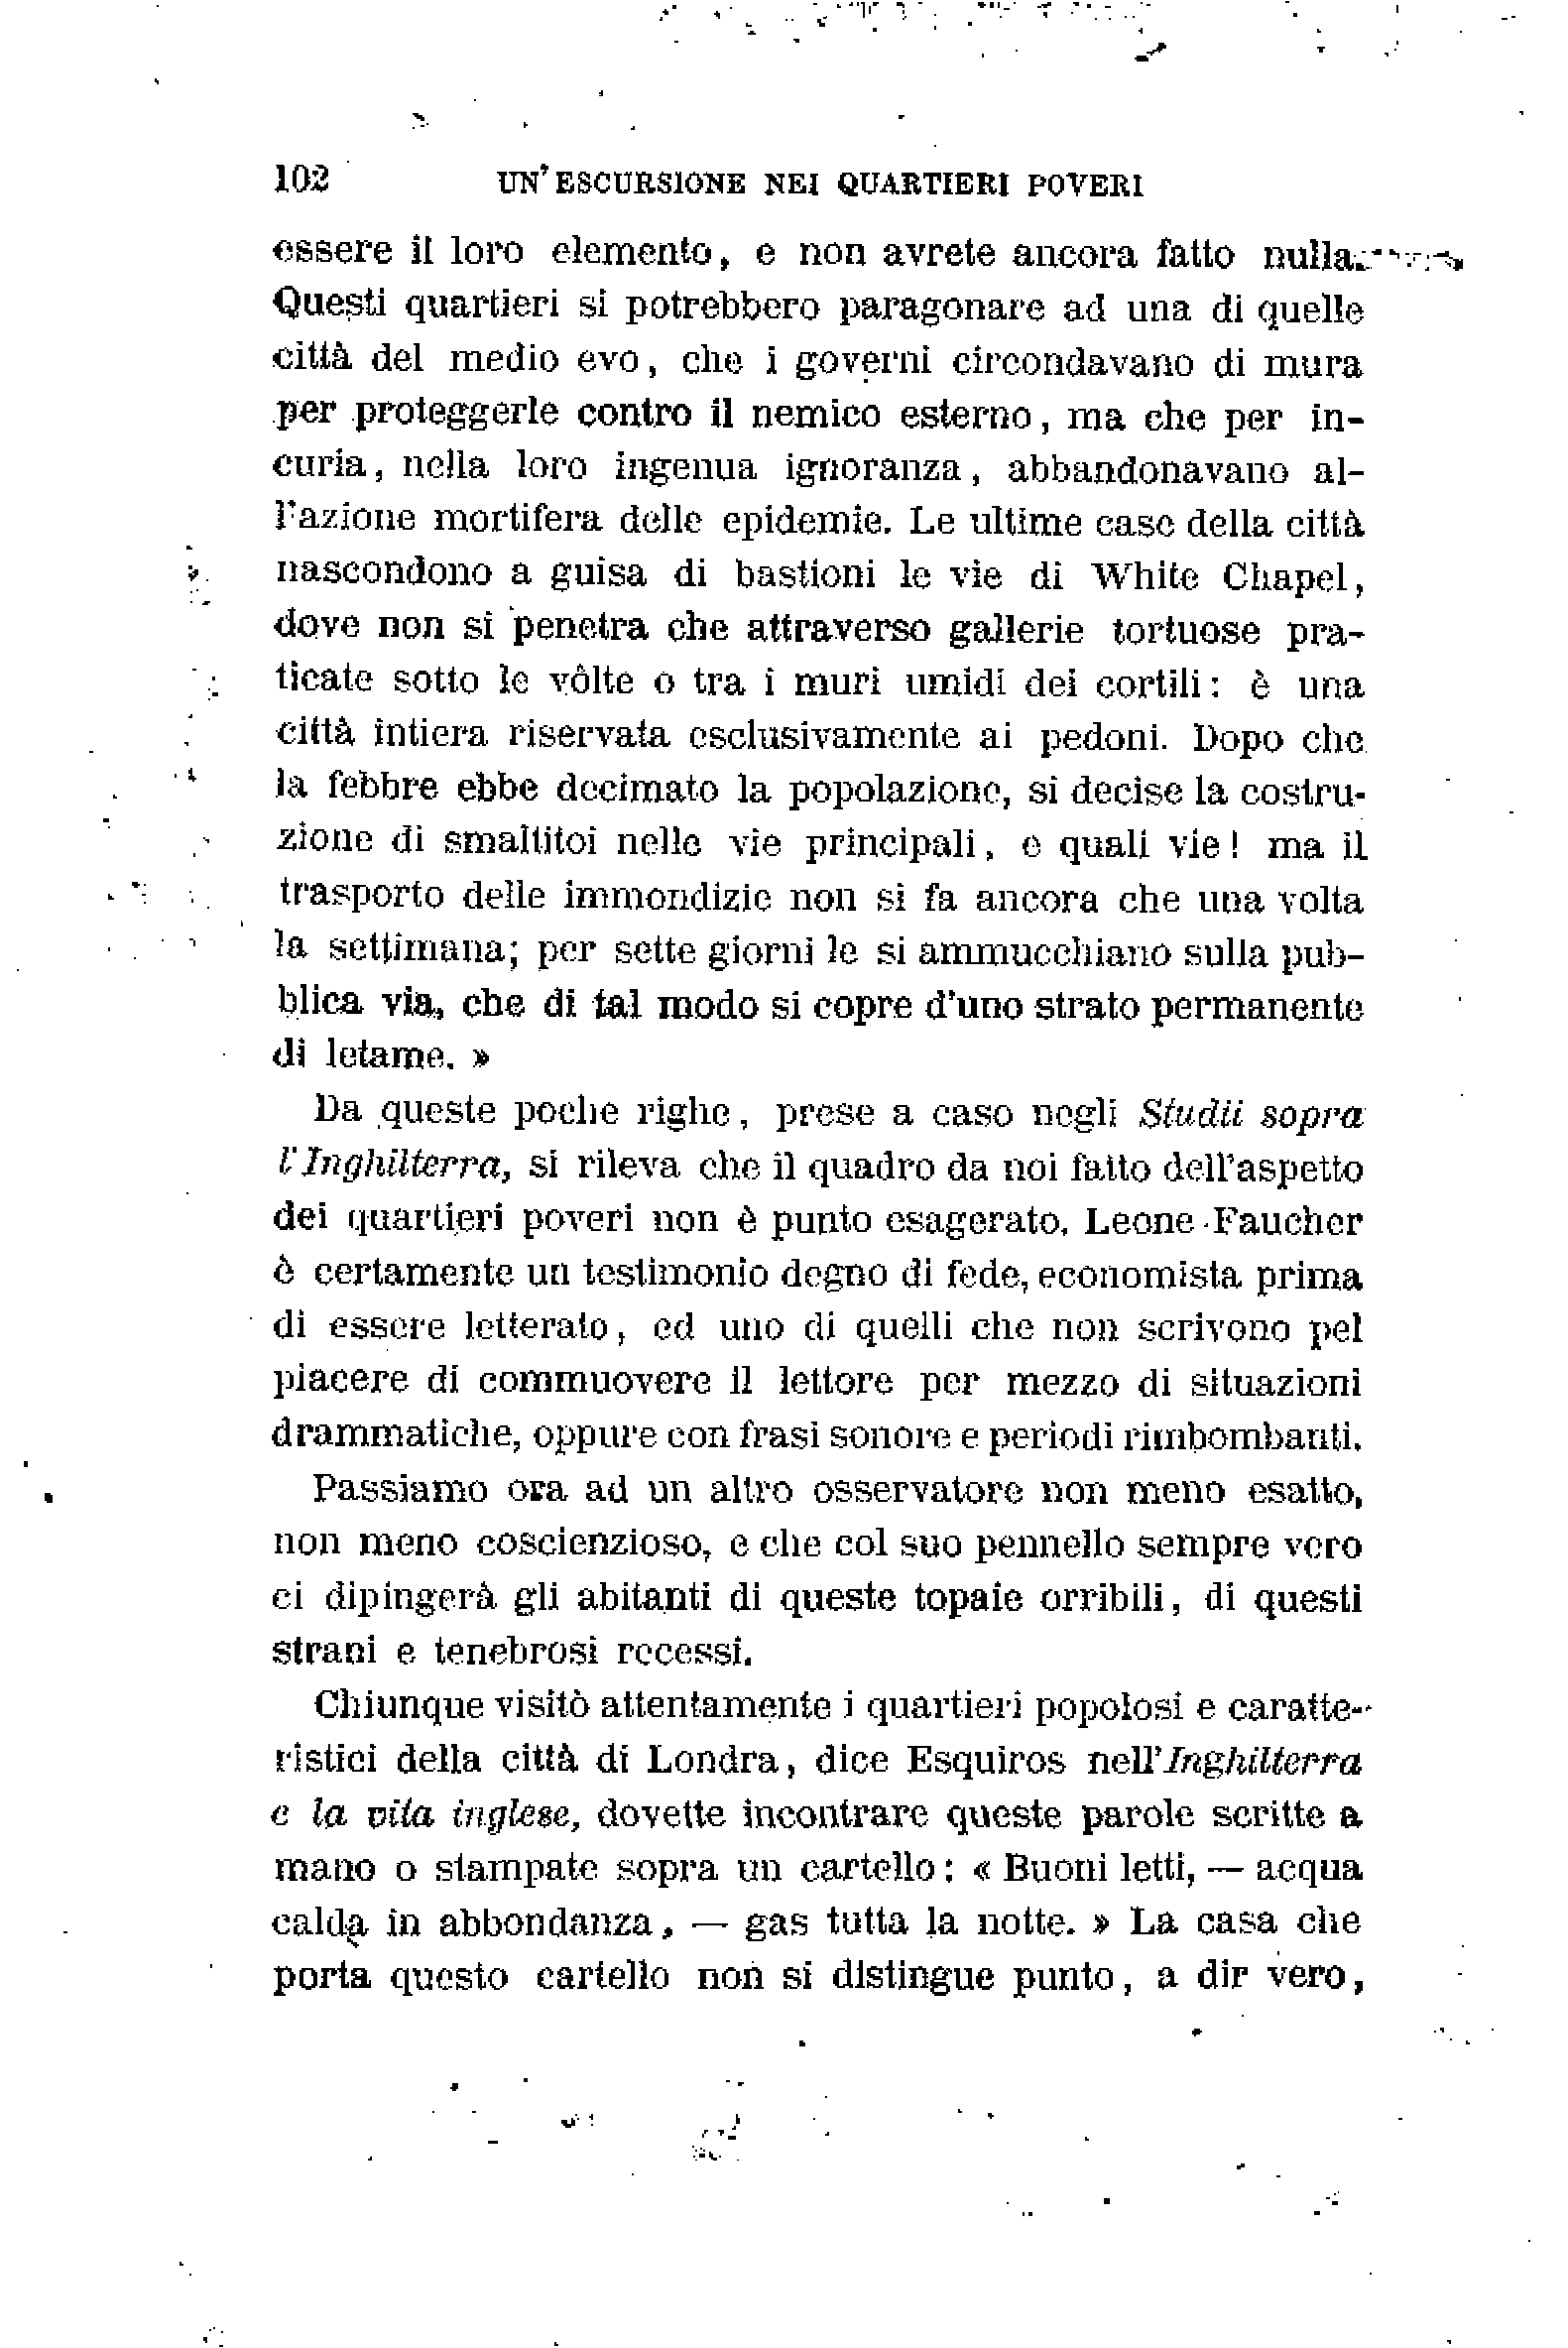 102 UN'ESCURSIONE NEI QUARTIERI POVERI
essere il loro elemento, e non avrete ancora fatto nulla.
Questi quartieri si potrebbero paragonare ad una di quelle
città del medio evo, che i governi circondavano di mura
per proteggerle contro il nemico esterno, ma che per in-
curia, nella loro ingenua ignoranza, abbandonavano al-
l'azione mortifera delle epidemie. Le ultime case della città
nascondono a guisa di bastioni le vie di White Chapel,
dove non si penetra che attraverso gallerie tortuose pra-
ticate sotto le vôlte o tra i muri umidi dei cortili: è una
città intiera riservata esclusivamente ai pedoni. Dopo che
la febbre ebbe decimato la popolazione, si decise la costru-
zione di smaltitoi nelle vie principali, e quali vie! ma il
trasporto delle immondizie non si fa ancora che una volta
la settimana; per sette giorni le si ammucchiano sulla pub-
blica via, che di tal modo si copre d'uno strato permanente
di letame. »
Da queste poche righe, prese a caso negli Studii sopra
l'Inghilterra, si rileva che il quadro da noi fatto dell'aspetto
dei quartieri poveri non è punto esagerato. Leone Faucher
è certamente un testimonio degno di fede, economista prima
di essere letterato, ed uno di quelli che non scrivono pel
piacere di commuovere il lettore per mezzo di situazioni
drammatiche, oppure con frasi sonore e periodi rimbombanti.
Passiamo ora ad un altro osservatore non meno esatto,
non meno coscienzioso, e che col suo pennello sempre vero
ci dipingerà gli abitanti di queste topaie orribili, di questi
strani e tenebrosi recessi.
Chiunque visitò attentamente i quartieri popolosi e caratte-
ristici della città di Londra, dice Esquiros nell'Inghilterra
e la vita inglese, dovette incontrare queste parole scritte a
mano o stampate sopra un cartello: « Buoni letti, — acqua
calda in abbondanza, — gas tutta la notte. » La casa che
porta questo cartello non si distingue punto, a dir vero,